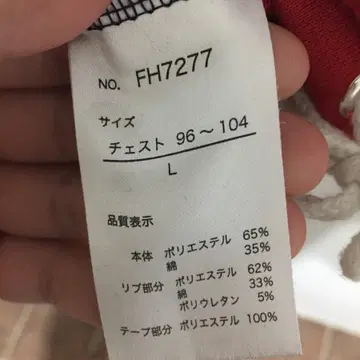 NO. FH7277
サイズ
チェスト 96～104
L
品質表示
本体 ポリエステル 65%
綿 35%
リブ部分 ポリエステル 62%
綿 33%
ポリウレタン 5%
テープ部分 ポリエステル 100%